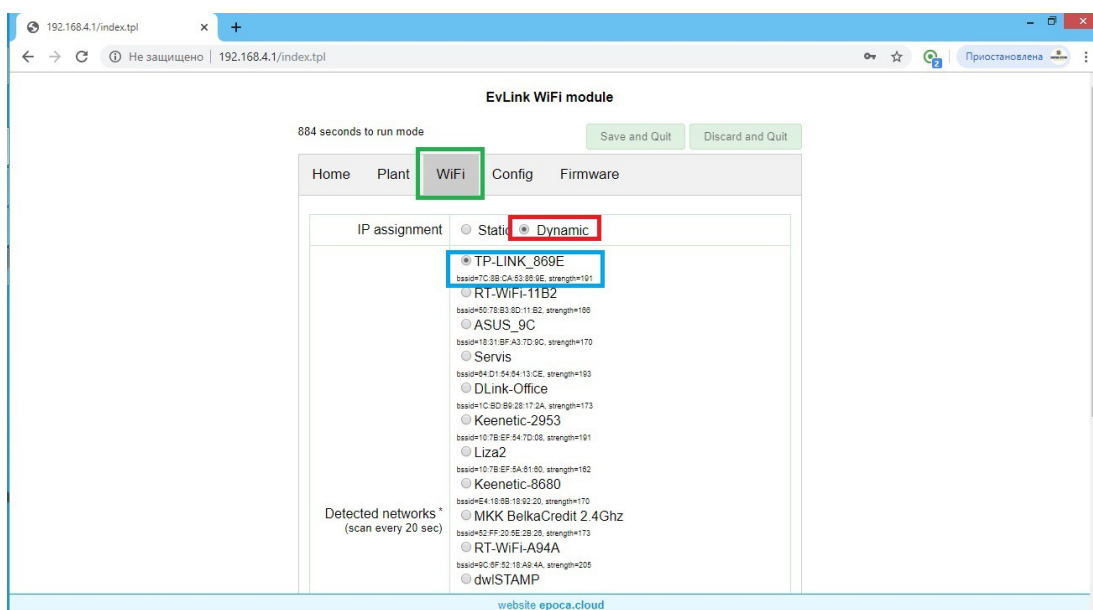 192.168.4.1/index.tpl
Не защищено | 192.168.4.1/index.tpl
2
Приостановлена
EvLink WiFi module
884 seconds to run mode
Save and Quit
Discard and Quit
Home Plant WiFi Config Firmware
IP assignment
Static Dynamic
TP-LINK_869E
bssid=7C:8B:CA:53:86:9E, strength=191
RT-WiFi-11B2
bssid=50:78:B3:8D:11:B2, strength=166
ASUS_9C
bssid=18:31:BF:A3:7D:9C, strength=170
Servis
bssid=64:D1:54:64:13:CE, strength=193
DLink-Office
bssid=1C:BD:B9:28:17:2A, strength=173
Keenetic-2953
bssid=10:7B:EF:54:7D:08, strength=191
Liza2
bssid=10:7B:EF:5A:61:60, strength=162
Keenetic-8680
bssid=E4:18:6B:18:92:20, strength=170
Detected networks *
(scan every 20 sec)
MKK BelkaCredit 2.4Ghz
bssid=52:FF:20:5E:2B:26, strength=173
RT-WiFi-A94A
bssid=9C:6F:52:18:A9:4A, strength=205
dwlSTAMP
website epoca.cloud